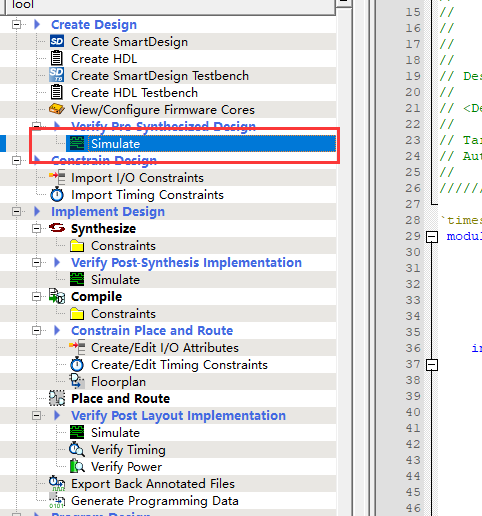 Tool
Create Design
Create SmartDesign
Create HDL
Create SmartDesign Testbench
Create HDL Testbench
View/Configure Firmware Cores
Verify Pre-Synthesized Design
Simulate
Constrain Design
Import I/O Constraints
Import Timing Constraints
Implement Design
Synthesize
Constraints
Verify Post-Synthesis Implementation
Simulate
Compile
Constraints
Constrain Place and Route
Create/Edit I/O Attributes
Create/Edit Timing Constraints
Floorplan
Place and Route
Verify Post Layout Implementation
Simulate
Verify Timing
Verify Power
Export Back Annotated Files
Generate Programming Data
Program Design
15 //
16 //
17 //
18 //
19 // Des
20 //
21 // <De
22 //
23 // Tar
24 // Aut
25 //
26 //////
27
28 `times
29 modul
30
31
32
33
34
35
36 in
37
38
39
40
41
42
43
44
45
46